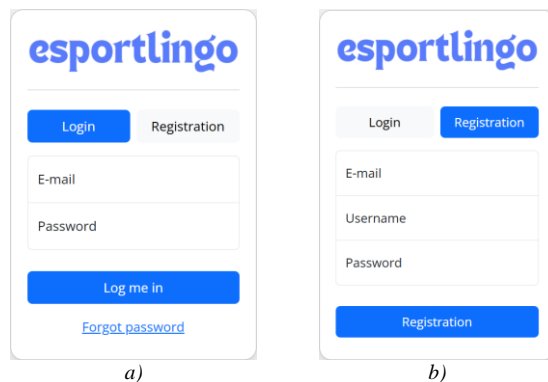 esportlingo
Login Registration
E-mail
Password
Log me in
Forgot password
a)
esportlingo
Login Registration
E-mail
Username
Password
Registration
b)